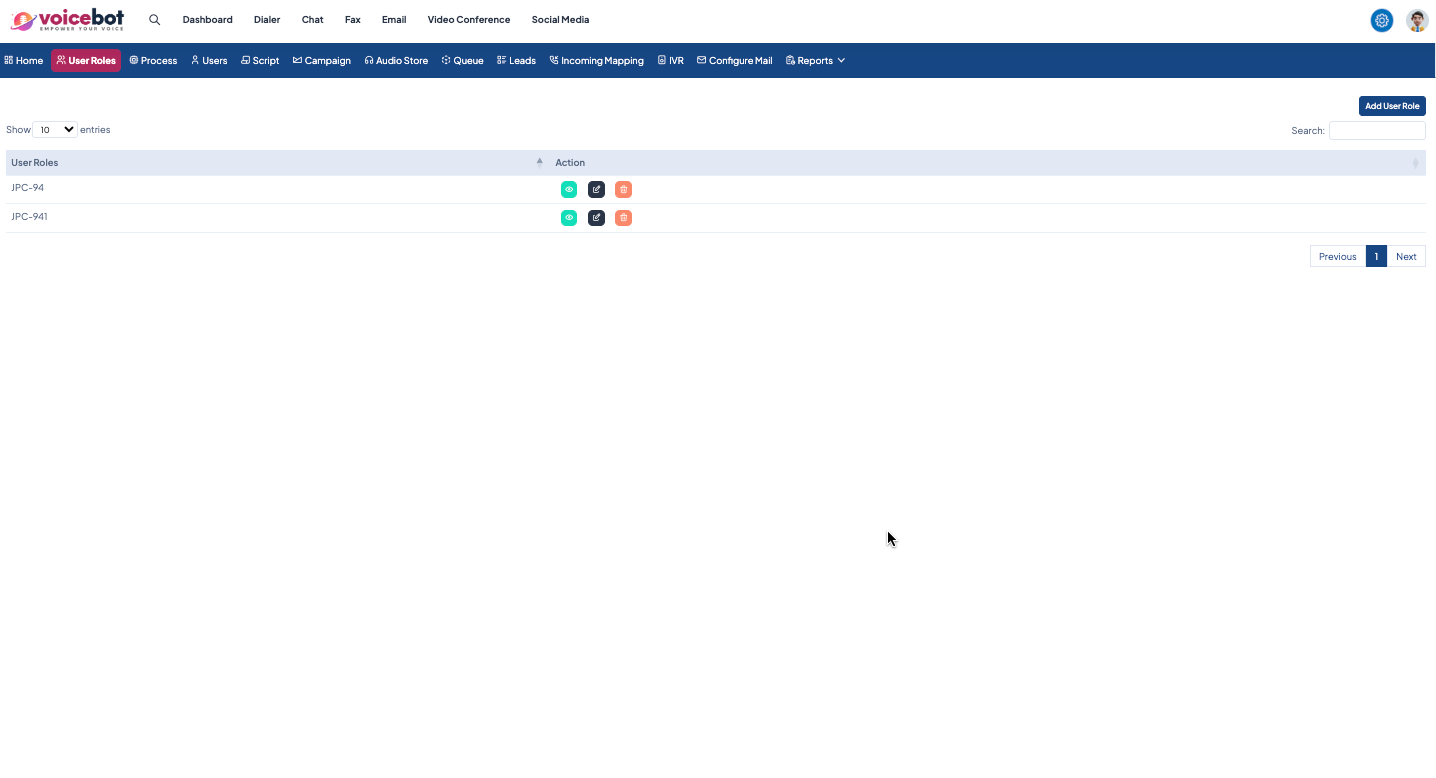 voicebot
EMPOWER YOUR VOICE
Dashboard Dialer Chat Fax Email Video Conference Social Media
Home User Roles Process Users Script Campaign Audio Store Queue Leads Incoming Mapping IVR Configure Mail Reports
Add User Role
Show 10 entries Search:
User Roles Action
JPC-94
JPC-941
Previous 1 Next